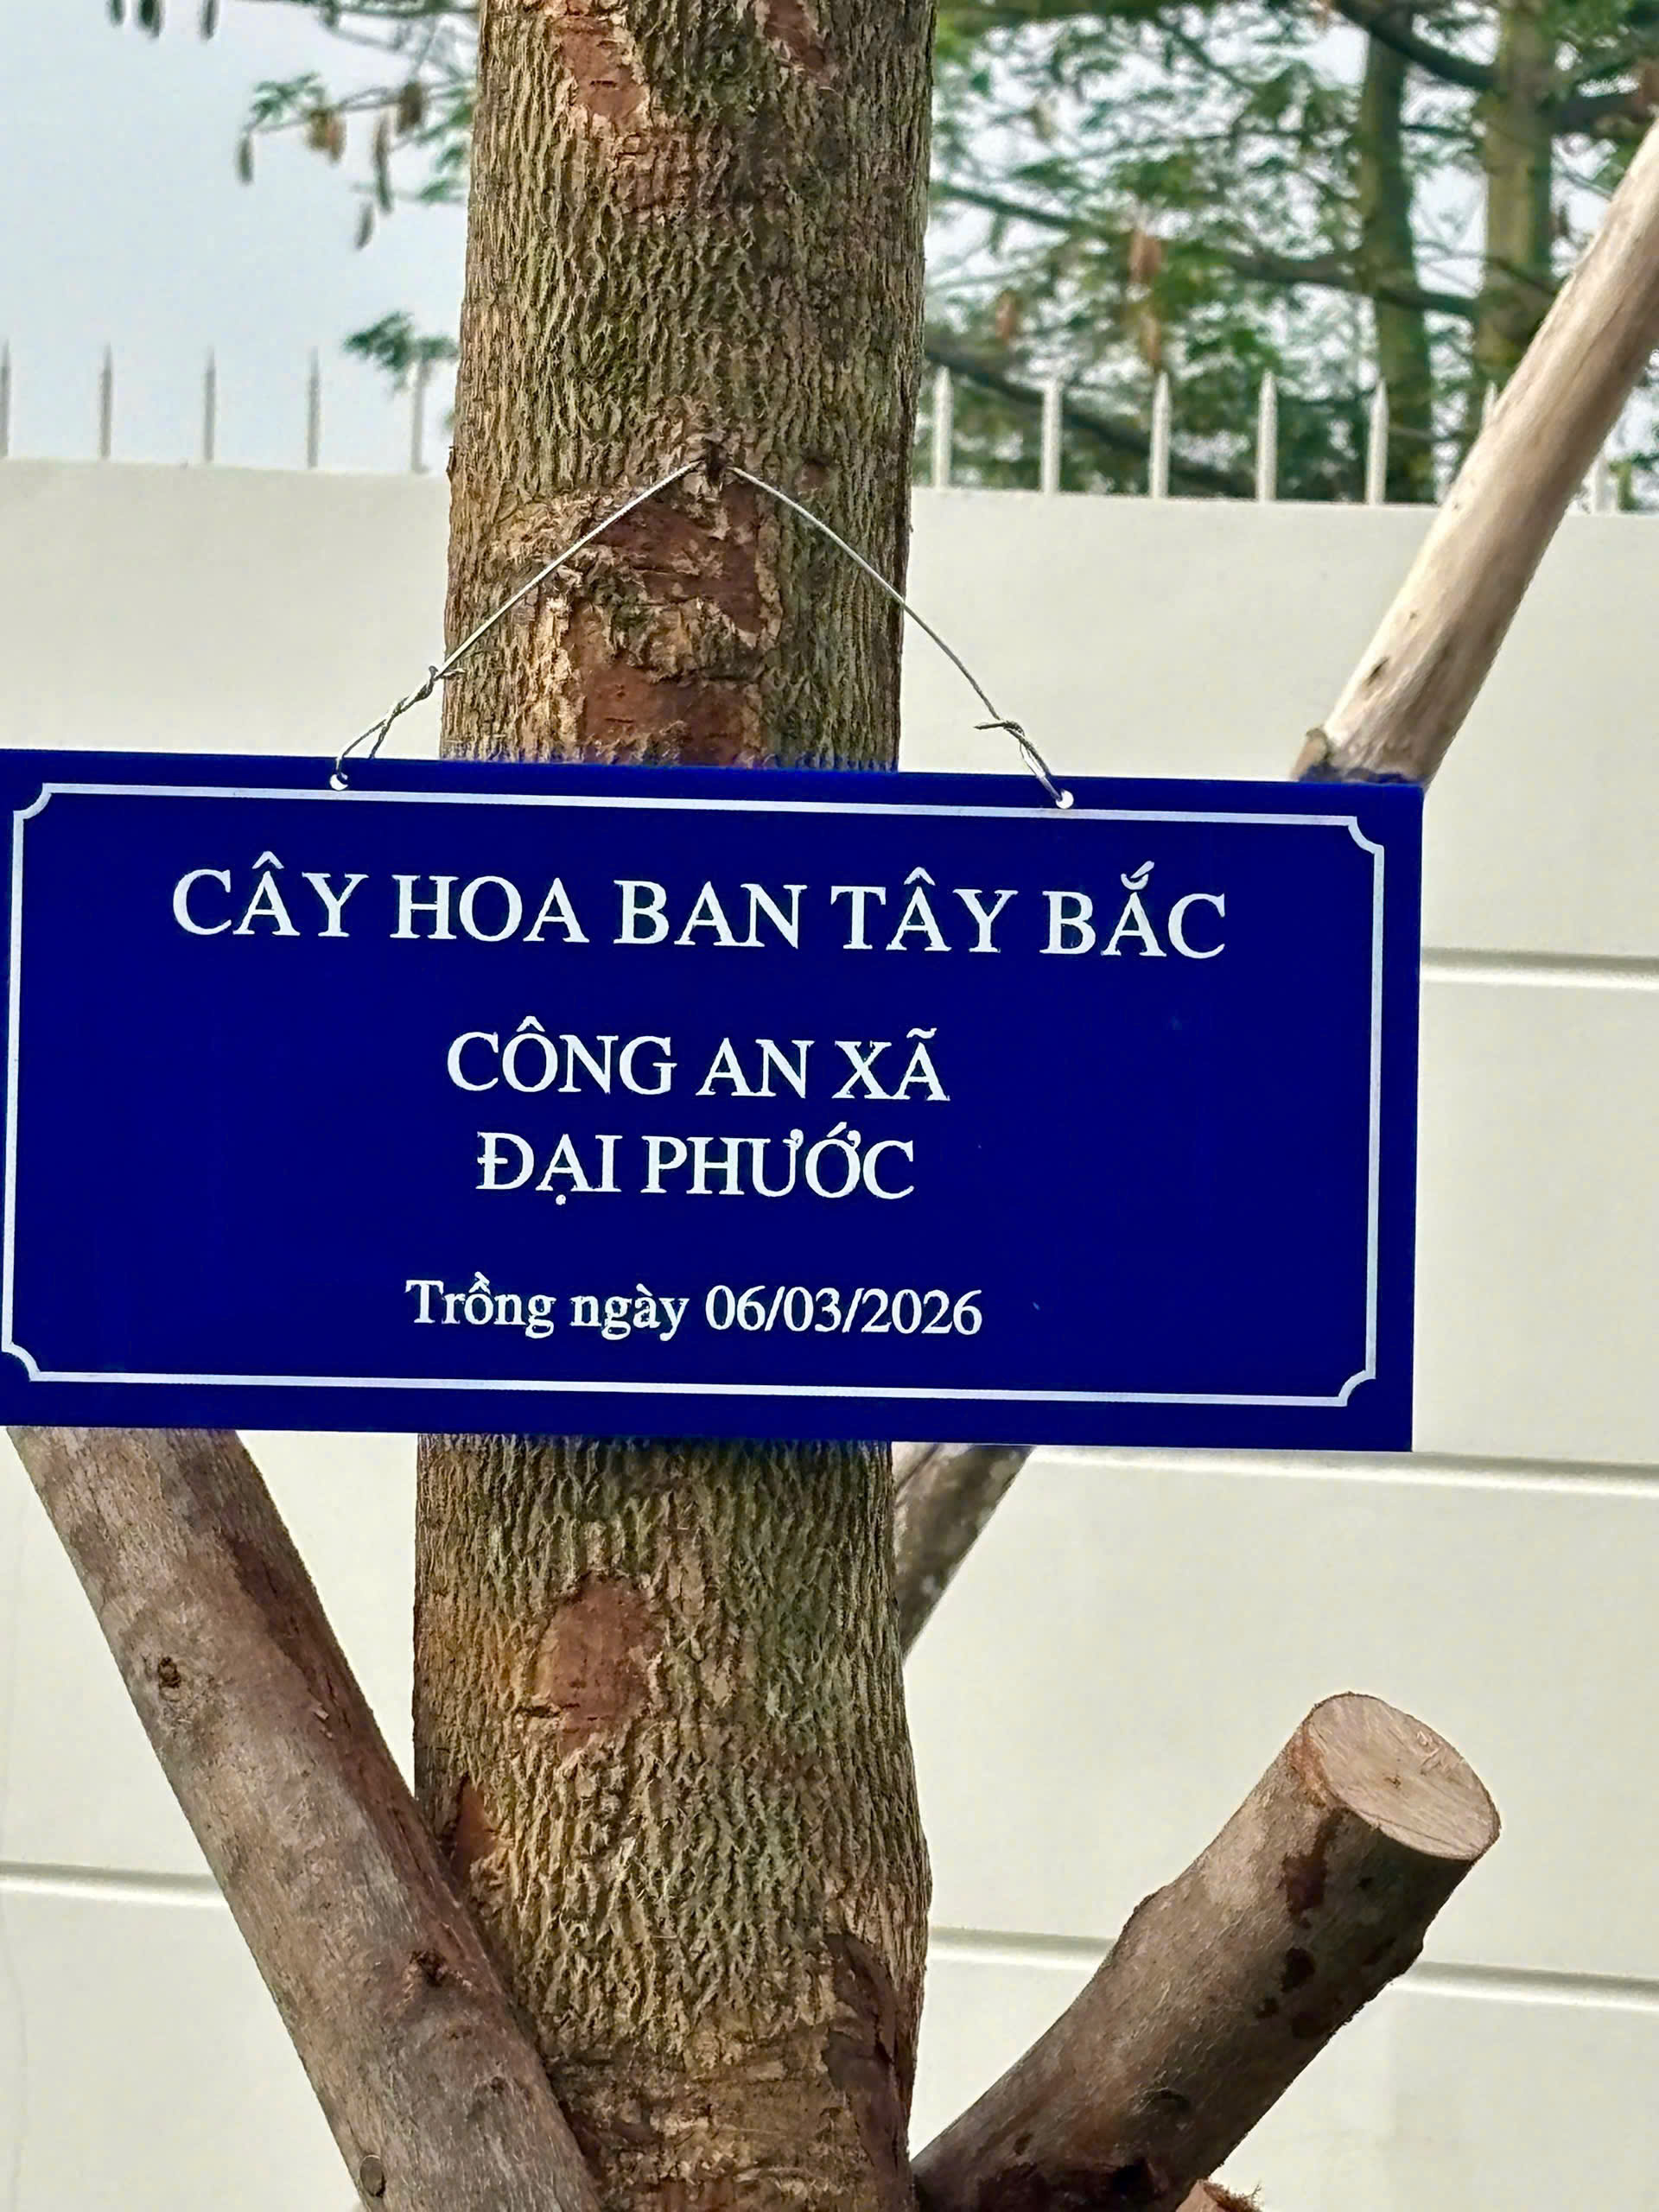 CÂY HOA BAN TÂY BẮC
CÔNG AN XÃ
ĐẠI PHƯỚC
Trồng ngày 06/03/2026